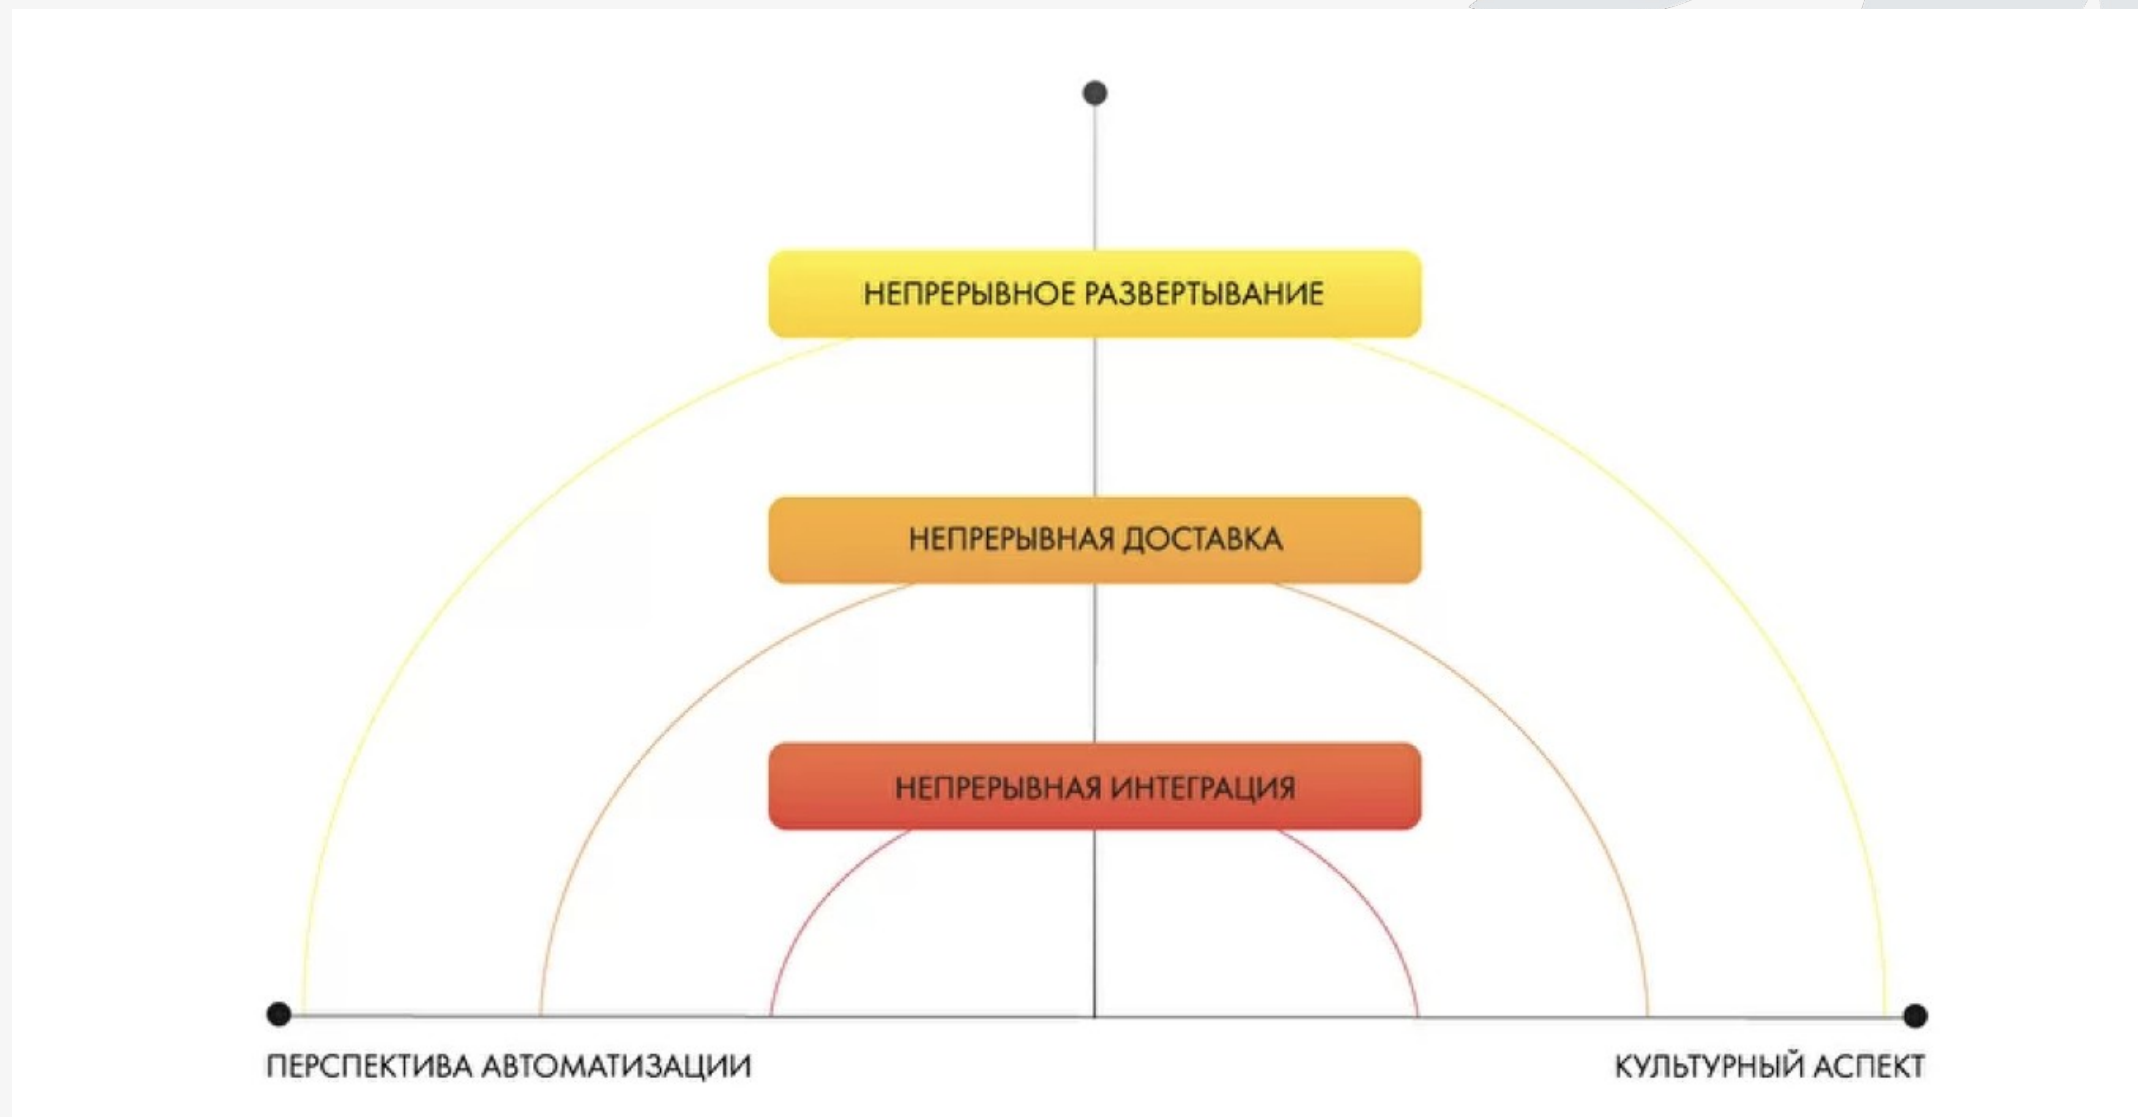 НЕПРЕРЫВНОЕ РАЗВЕРТЫВАНИЕ
НЕПРЕРЫВНАЯ ДОСТАВКА
НЕПРЕРЫВНАЯ ИНТЕГРАЦИЯ
ПЕРСПЕКТИВА АВТОМАТИЗАЦИИ
КУЛЬТУРНЫЙ АСПЕКТ